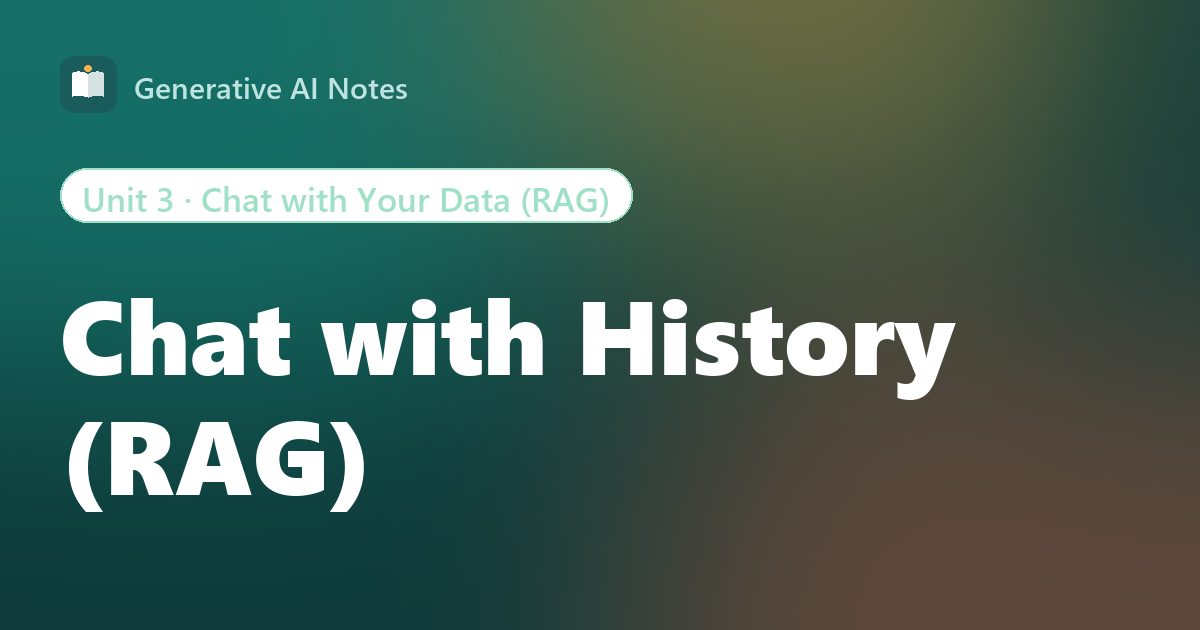 Generative AI Notes
Unit 3 · Chat with Your Data (RAG)
Chat with History
(RAG)